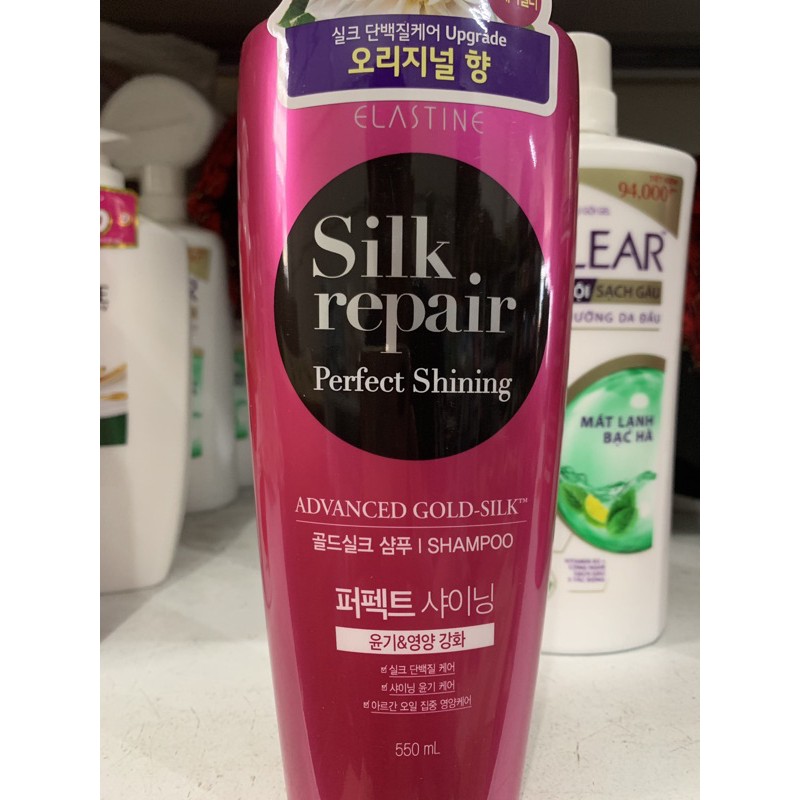 실크 단백질케어 Upgrade
오리지널 향
ELASTINE
Silk
repair
Perfect Shining
ADVANCED GOLD-SILK™
골드실크 샴푸 | SHAMPOO
퍼펙트 샤이닝
윤기&영양 강화
실크 단백질 케어
샤이닝 윤기 케어
아르간 오일 집중 영양케어
550 mL
94.000
LEAR
SẠCH GÀU
ƯỠNG DA ĐẦU
MÁT LẠNH
BẠC HÀ